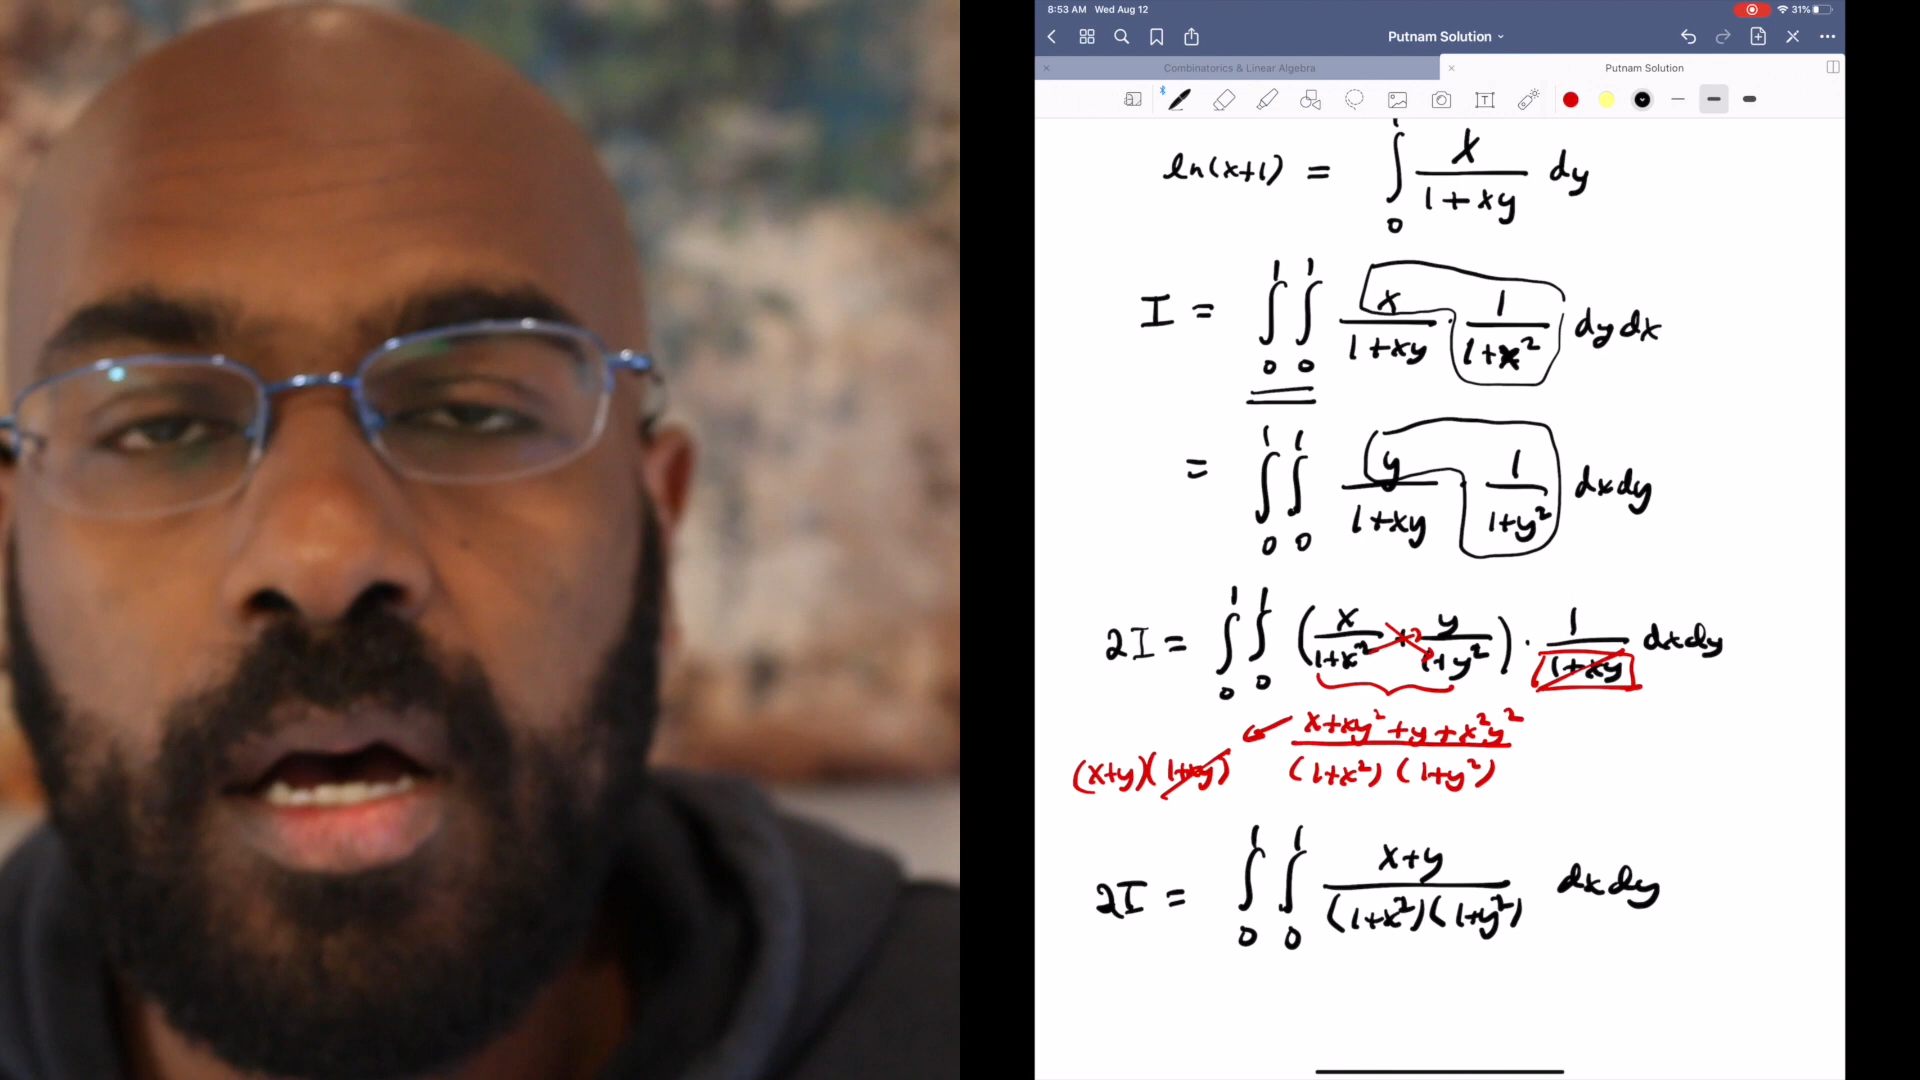 8:53 AM Wed Aug 12
31%
Putnam Solution
Combinatorics & Linear Algebra
Putnam Solution
ln(x+1) = ∫₀¹ x/(1+xy) dy
I = ∫₀¹ ∫₀¹ x/(1+xy) · 1/(1+x²) dy dx
= ∫₀¹ ∫₀¹ y/(1+xy) · 1/(1+y²) dx dy
2I = ∫₀¹ ∫₀¹ (x/(1+x²) + y/(1+y²)) · 1/(1+xy) dx dy
(x+y)(1+xy) ← (x+xy²+y+x²y²)/((1+x²)(1+y²))
2I = ∫₀¹ ∫₀¹ (x+y)/((1+x²)(1+y²)) dx dy